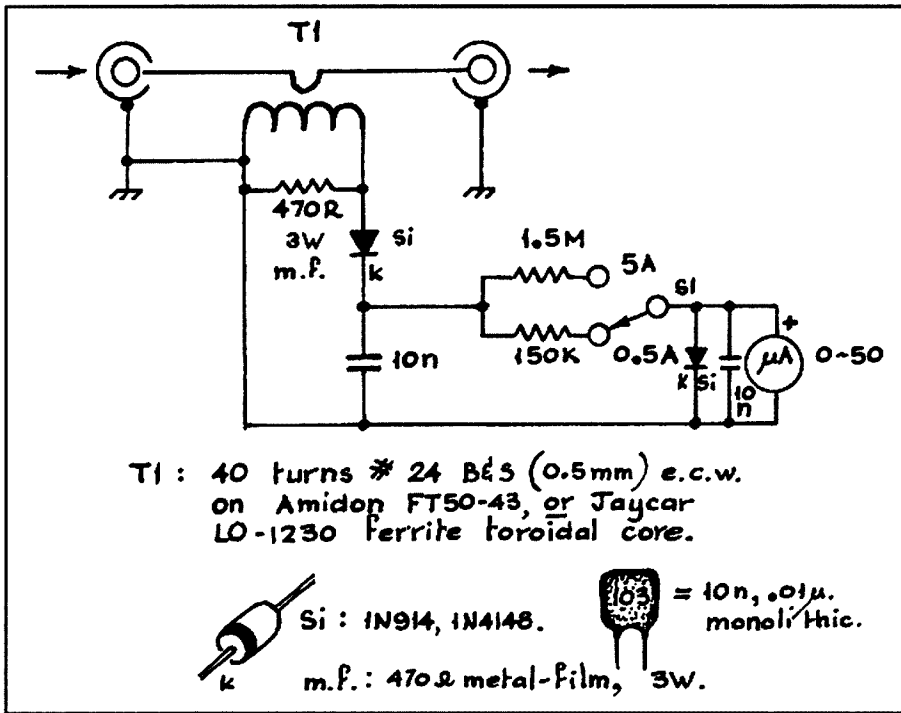 T1
470R
3W
m.f.
Si
k
1.5M
5A
S1
150K
0.5A
10n
k Si
10
n
+
µA
0~50
T1 : 40 turns # 24 B&S (0.5mm) e.c.w.
on Amidon FT50-43, or Jaycar
LO-1230 ferrite toroidal core.
k
Si : 1N914, 1N4148.
103
= 10n, .01µ.
monolithic.
m.f. : 470Ω metal-film, 3W.